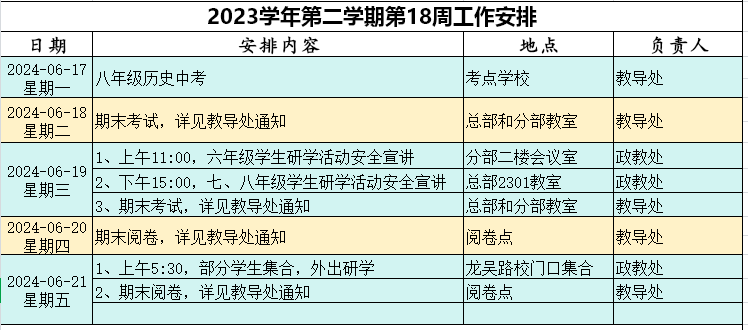 2023学年第二学期第18周工作安排
日期 安排内容 地点 负责人
2024-06-17
星期一
八年级历史中考 考点学校 教导处
2024-06-18
星期二
期末考试，详见教导处通知 总部和分部教室 教导处
2024-06-19
星期三
1、上午11:00，六年级学生研学活动安全宣讲 分部二楼会议室 政教处
2、下午15:00，七、八年级学生研学活动安全宣讲 总部2301教室 政教处
3、期末考试，详见教导处通知 总部和分部教室 教导处
2024-06-20
星期四
期末阅卷，详见教导处通知 阅卷点 教导处
2024-06-21
星期五
1、上午5:30，部分学生集合，外出研学 龙吴路校门口集合 政教处
2、期末阅卷，详见教导处通知 阅卷点 教导处